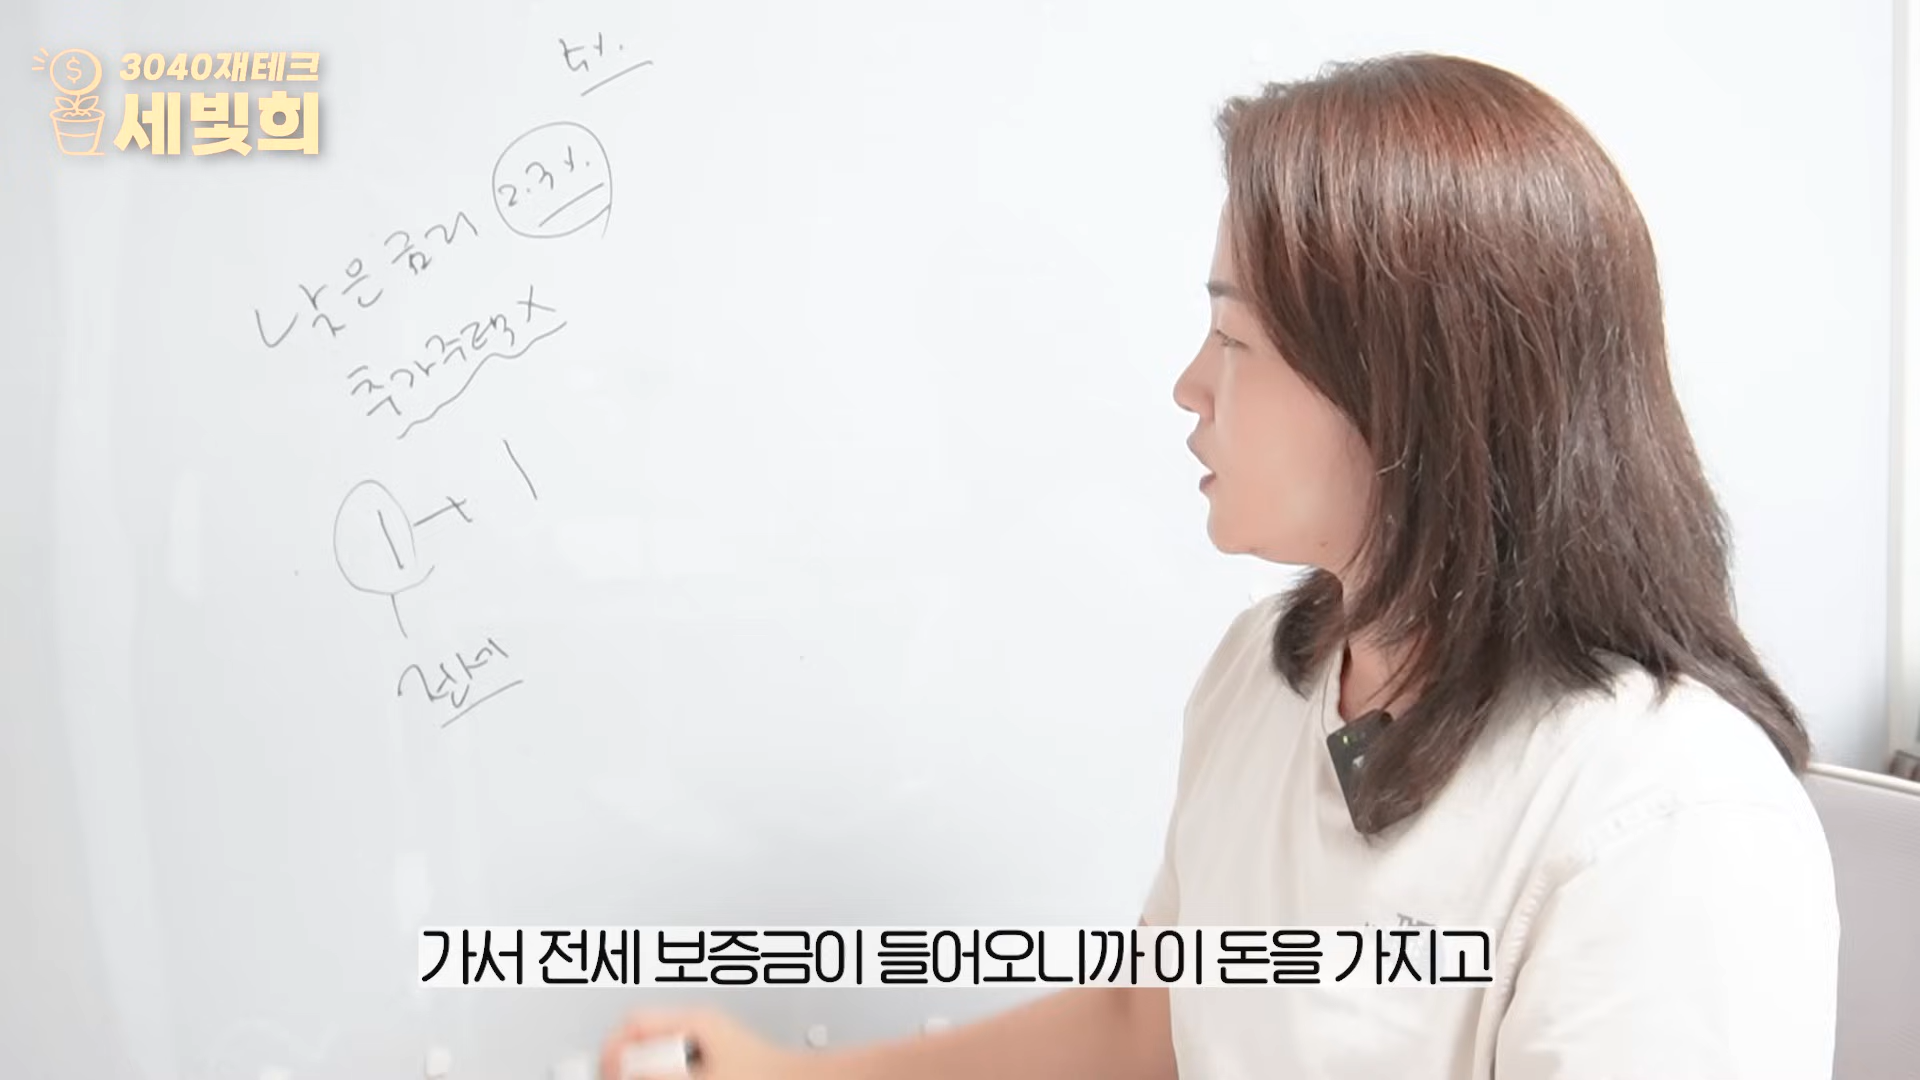 3040재테크
세빛희
5%.
낮은 금리 2.3%.
추가주택 X
1 → 1
전세
가서 전세 보증금이 들어오니까 이 돈을 가지고